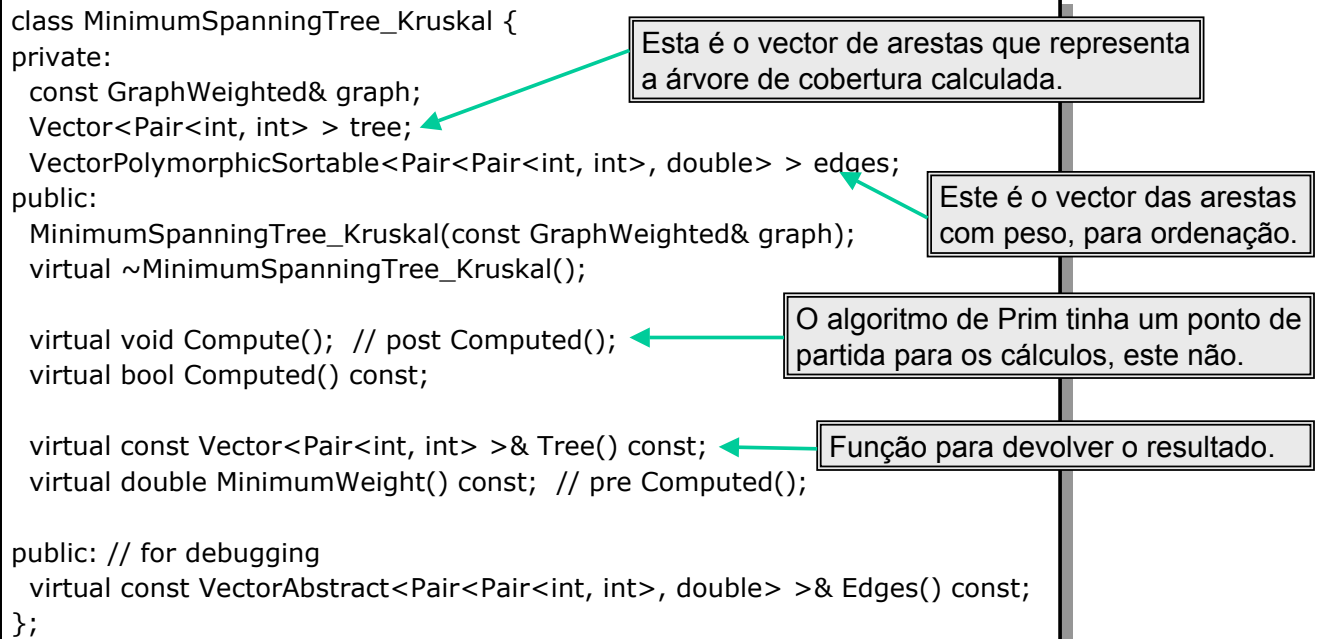 class MinimumSpanningTree_Kruskal {
private:
const GraphWeighted& graph;
Vector<Pair<int, int> > tree;
VectorPolymorphicSortable<Pair<Pair<int, int>, double> > edges;
public:
MinimumSpanningTree_Kruskal(const GraphWeighted& graph);
virtual ~MinimumSpanningTree_Kruskal();
virtual void Compute(); // post Computed();
virtual bool Computed() const;
virtual const Vector<Pair<int, int> >& Tree() const;
virtual double MinimumWeight() const; // pre Computed();
public: // for debugging
virtual const VectorAbstract<Pair<Pair<int, int>, double> >& Edges() const;
};
Esta é o vector de arestas que representa
a árvore de cobertura calculada.
Este é o vector das arestas
com peso, para ordenação.
O algoritmo de Prim tinha um ponto de
partida para os cálculos, este não.
Função para devolver o resultado.